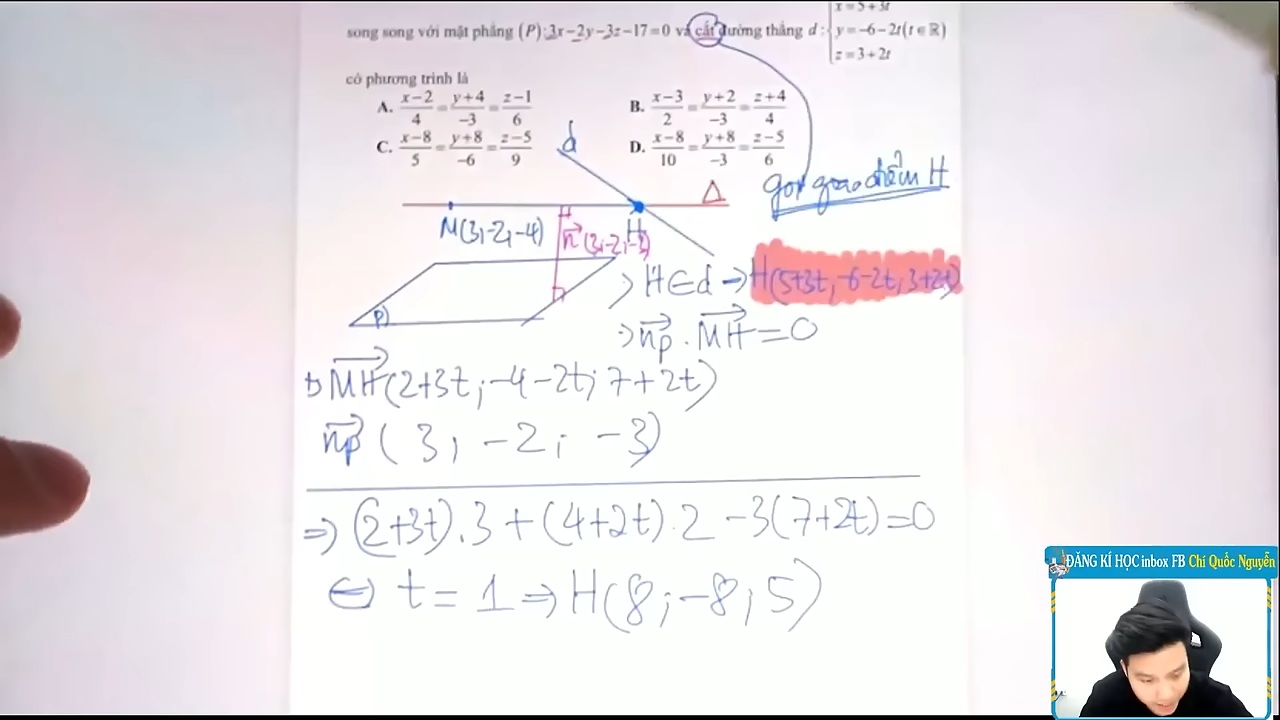 song song với mặt phẳng (P):3x−2y−3z−17=0 và cắt đường thẳng d: { x=5+3t
y=−6−2t(t∈ℝ)
z=3+2t
có phương trình là
A. (x−2)/4 = (y+4)/−3 = (z−1)/6 B. (x−3)/2 = (y+2)/−3 = (z+4)/4
C. (x−8)/5 = (y+8)/−6 = (z−5)/9 D. (x−8)/10 = (y+8)/−3 = (z−5)/6
d
gọi giao điểm H
Δ
M(3;-2;-4) H
n⃗ (3;-2;-3)
H∈d → H(5+3t; -6-2t; 3+2t)
P)
n⃗p . MH⃗ = 0
MH⃗ (2+3t; -4-2t; 7+2t)
n⃗p ( 3; -2; -3)
⇒ (2+3t).3 + (4+2t).2 - 3(7+2t) = 0
⇔ t = 1 ⇒ H(8; -8; 5)
ĐĂNG KÍ HỌC inbox FB Chí Quốc Nguyễn